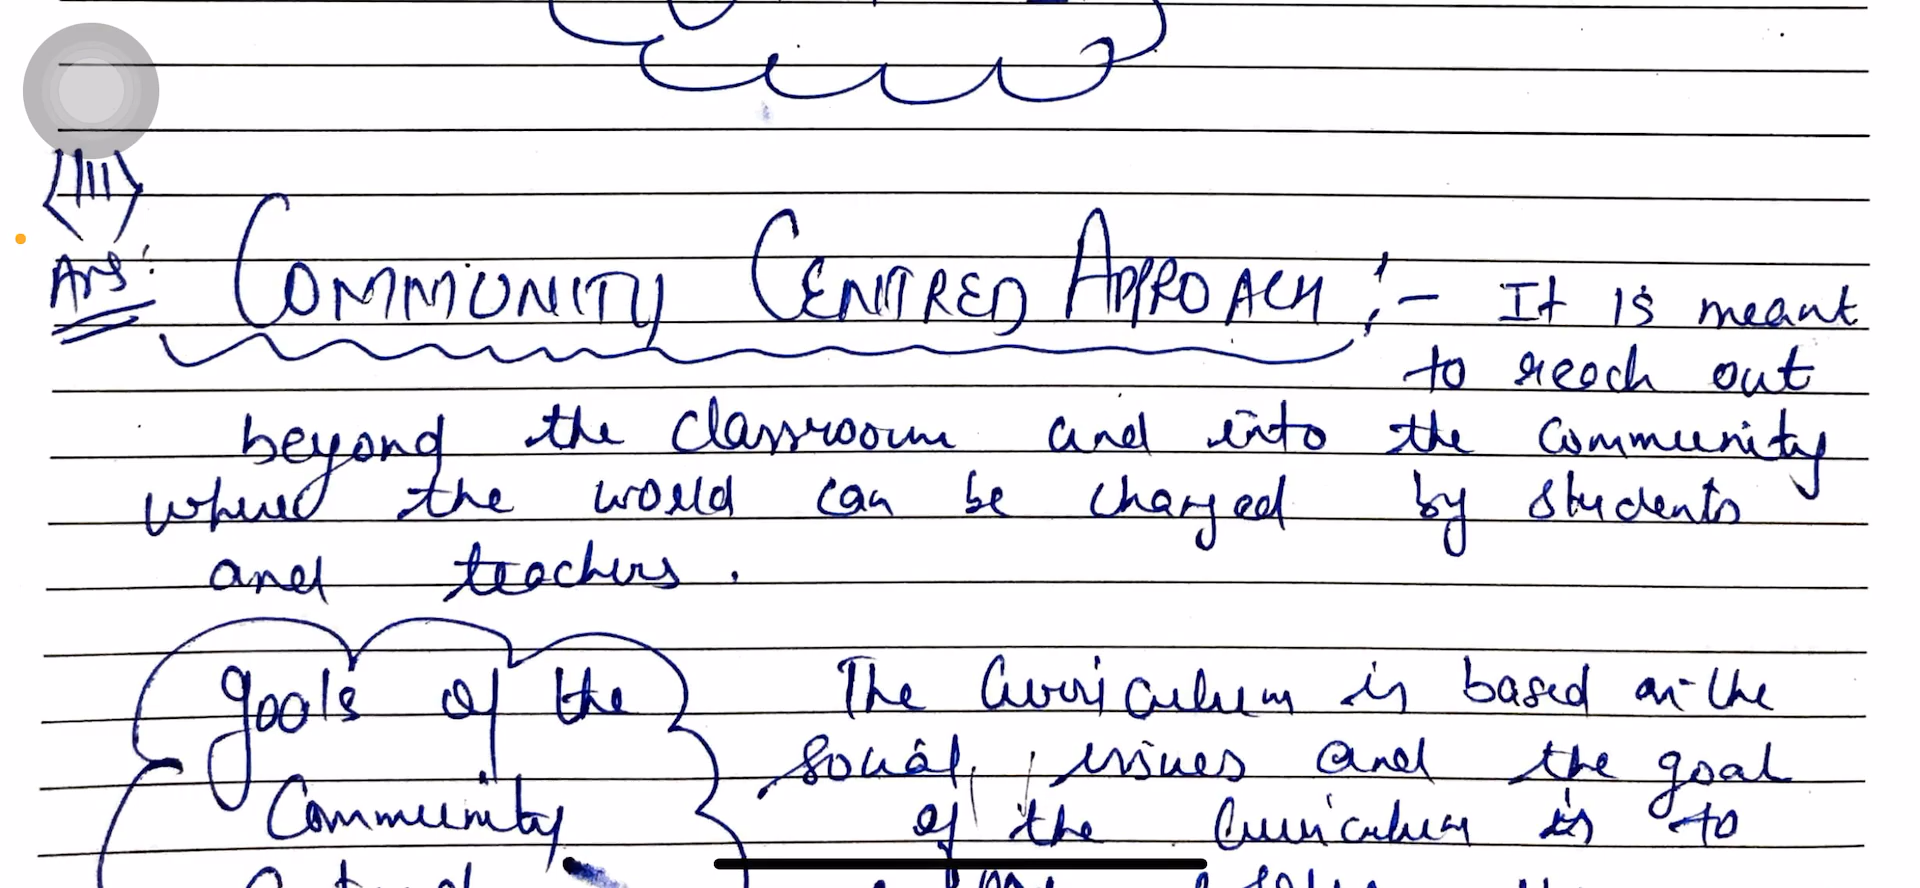 (III)
Ans: COMMUNITY CENTRED APPROACH :- It is meant
to reach out
beyond the classroom and into the community
where the world can be changed by students
and teachers.
goals of the
Community
The Curriculum is based on the
social issues and the goal
of the Curriculum is to